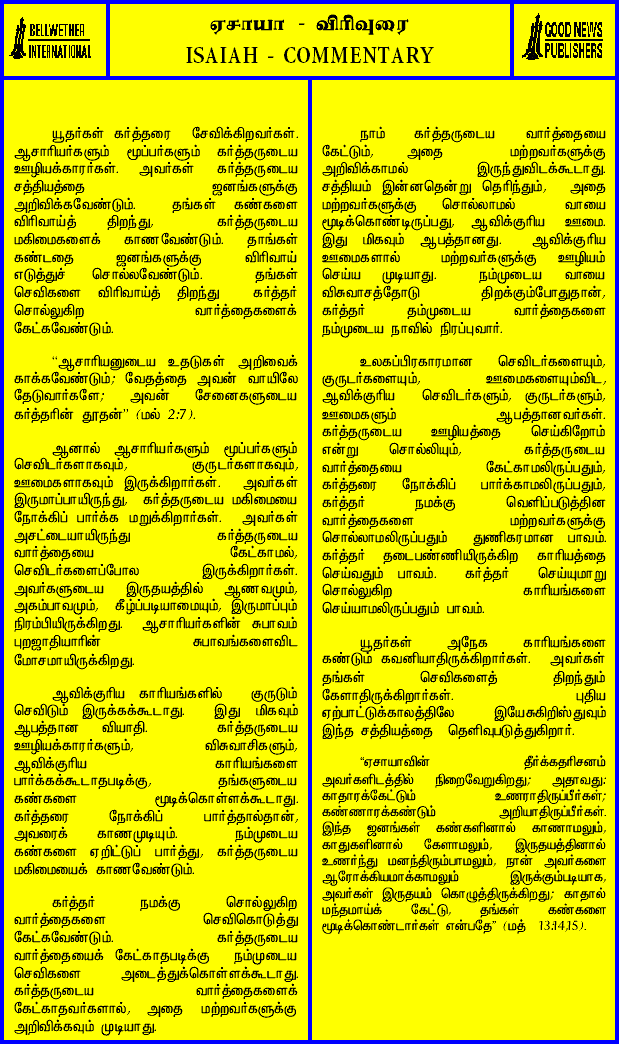 BELLWETHER
INTERNATIONAL
ஏசாயா - விரிவுரை
ISAIAH - COMMENTARY
GOOD NEWS
PUBLISHERS
யூதர்கள் கர்த்தரை சேவிக்கிறவர்கள்.
ஆசாரியர்களும் மூப்பர்களும் கர்த்தருடைய
ஊழியக்காரர்கள். அவர்கள் கர்த்தருடைய
சத்தியத்தை ஜனங்களுக்கு
அறிவிக்கவேண்டும். தங்கள் கண்களை
விரிவாய்த் திறந்து, கர்த்தருடைய
மகிமைகளைக் காணவேண்டும். தாங்கள்
கண்டதை ஜனங்களுக்கு விரிவாய்
எடுத்துச் சொல்லவேண்டும். தங்கள்
செவிகளை விரிவாய்த் திறந்து கர்த்தர்
சொல்லுகிற வார்த்தைகளைக்
கேட்கவேண்டும்.
“ஆசாரியனுடைய உதடுகள் அறிவைக்
காக்கவேண்டும்; வேதத்தை அவன் வாயிலே
தேடுவார்களே; அவன் சேனைகளுடைய
கர்த்தரின் தூதன்” (மல் 2:7).
ஆனால் ஆசாரியர்களும் மூப்பர்களும்
செவிடர்களாகவும், குருடர்களாகவும்,
ஊமைகளாகவும் இருக்கிறார்கள். அவர்கள்
இருமாப்பாயிருந்து, கர்த்தருடைய மகிமையை
நோக்கிப் பார்க்க மறுக்கிறார்கள். அவர்கள்
அசட்டையாயிருந்து கர்த்தருடைய
வார்த்தையை கேட்காமல்,
செவிடர்களைப்போல இருக்கிறார்கள்.
அவர்களுடைய இருதயத்தில் ஆணவமும்,
அகம்பாவமும், கீழ்ப்படியாமையும், இருமாப்பும்
நிரம்பியிருக்கிறது. ஆசாரியர்களின் சுபாவம்
புறஜாதியாரின் சுபாவங்களைவிட
மோசமாயிருக்கிறது.
ஆவிக்குரிய காரியங்களில் குருடும்
செவிடும் இருக்கக்கூடாது. இது மிகவும்
ஆபத்தான வியாதி. கர்த்தருடைய
ஊழியக்காரர்களும், விசுவாசிகளும்,
ஆவிக்குரிய காரியங்களை
பார்க்கக்கூடாதபடிக்கு, தங்களுடைய
கண்களை மூடிக்கொள்ளக்கூடாது.
கர்த்தரை நோக்கிப் பார்த்தால்தான்,
அவரைக் காணமுடியும். நம்முடைய
கண்களை ஏறிட்டுப் பார்த்து, கர்த்தருடைய
மகிமையைக் காணவேண்டும்.
கர்த்தர் நமக்கு சொல்லுகிற
வார்த்தைகளை செவிகொடுத்து
கேட்கவேண்டும். கர்த்தருடைய
வார்த்தையைக் கேட்காதபடிக்கு நம்முடைய
செவிகளை அடைத்துக்கொள்ளக்கூடாது.
கர்த்தருடைய வார்த்தைகளைக்
கேட்காதவர்களால், அதை மற்றவர்களுக்கு
அறிவிக்கவும் முடியாது.
நாம் கர்த்தருடைய வார்த்தையை
கேட்டும், அதை மற்றவர்களுக்கு
அறிவிக்காமல் இருந்துவிடக்கூடாது.
சத்தியம் இன்னதென்று தெரிந்தும், அதை
மற்றவர்களுக்கு சொல்லாமல் வாயை
மூடிக்கொண்டிருப்பது, ஆவிக்குரிய ஊமை.
இது மிகவும் ஆபத்தானது. ஆவிக்குரிய
ஊமைகளால் மற்றவர்களுக்கு ஊழியம்
செய்ய முடியாது. நம்முடைய வாயை
விசுவாசத்தோடு திறக்கும்போதுதான்,
கர்த்தர் தம்முடைய வார்த்தைகளை
நம்முடைய நாவில் நிரப்புவார்.
உலகப்பிரகாரமான செவிடர்களையும்,
குருடர்களையும், ஊமைகளையும்விட,
ஆவிக்குரிய செவிடர்களும், குருடர்களும்,
ஊமைகளும் ஆபத்தானவர்கள்.
கர்த்தருடைய ஊழியத்தை செய்கிறோம்
என்று சொல்லியும், கர்த்தருடைய
வார்த்தையை கேட்காமலிருப்பதும்,
கர்த்தரை நோக்கிப் பார்க்காமலிருப்பதும்,
கர்த்தர் நமக்கு வெளிப்படுத்தின
வார்த்தைகளை மற்றவர்களுக்கு
சொல்லாமலிருப்பதும் துணிகரமான பாவம்.
கர்த்தர் தடைபண்ணியிருக்கிற காரியத்தை
செய்வதும் பாவம். கர்த்தர் செய்யுமாறு
சொல்லுகிற காரியங்களை
செய்யாமலிருப்பதும் பாவம்.
யூதர்கள் அநேக காரியங்களை
கண்டும் கவனியாதிருக்கிறார்கள். அவர்கள்
தங்கள் செவிகளைத் திறந்தும்
கேளாதிருக்கிறார்கள். புதிய
ஏற்பாட்டுக்காலத்திலே இயேசுகிறிஸ்துவும்
இந்த சத்தியத்தை தெளிவுபடுத்துகிறார்.
“ஏசாயாவின் தீர்க்கதரிசனம்
அவர்களிடத்தில் நிறைவேறுகிறது; அதாவது:
காதாரக்கேட்டும் உணராதிருப்பீர்கள்;
கண்ணாரக்கண்டும் அறியாதிருப்பீர்கள்.
இந்த ஜனங்கள் கண்களினால் காணாமலும்,
காதுகளினால் கேளாமலும், இருதயத்தினால்
உணர்ந்து மனந்திரும்பாமலும், நான் அவர்களை
ஆரோக்கியமாக்காமலும் இருக்கும்படியாக,
அவர்கள் இருதயம் கொழுத்திருக்கிறது; காதால்
மந்தமாய்க் கேட்டு, தங்கள் கண்களை
மூடிக்கொண்டார்கள் என்பதே” (மத் 13:14,15).